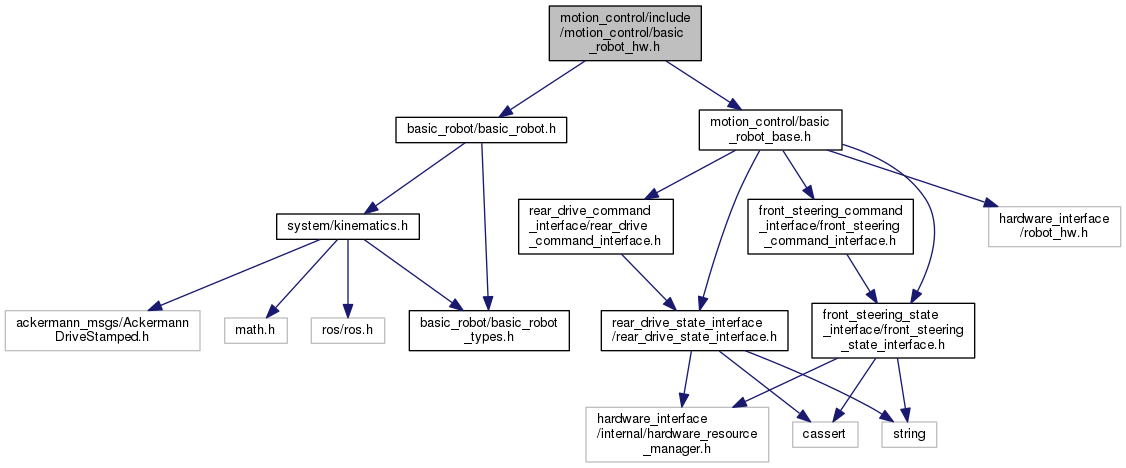 motion_control/include
/motion_control/basic
_robot_hw.h
basic_robot/basic_robot.h
motion_control/basic
_robot_base.h
system/kinematics.h
rear_drive_command
_interface/rear_drive
_command_interface.h
front_steering_command
_interface/front_steering
_command_interface.h
hardware_interface
/robot_hw.h
ackermann_msgs/Ackermann
DriveStamped.h
math.h
ros/ros.h
basic_robot/basic_robot
_types.h
rear_drive_state_interface
/rear_drive_state_interface.h
front_steering_state
_interface/front_steering
_state_interface.h
hardware_interface
/internal/hardware_resource
_manager.h
cassert
string